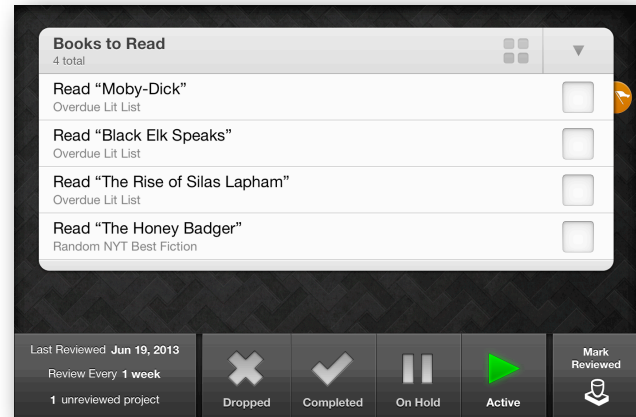 Books to Read
4 total
Read “Moby-Dick”
Overdue Lit List
Read “Black Elk Speaks”
Overdue Lit List
Read “The Rise of Silas Lapham”
Overdue Lit List
Read “The Honey Badger”
Random NYT Best Fiction
Last Reviewed Jun 19, 2013
Review Every 1 week
1 unreviewed project
Dropped
Completed
On Hold
Active
Mark
Reviewed